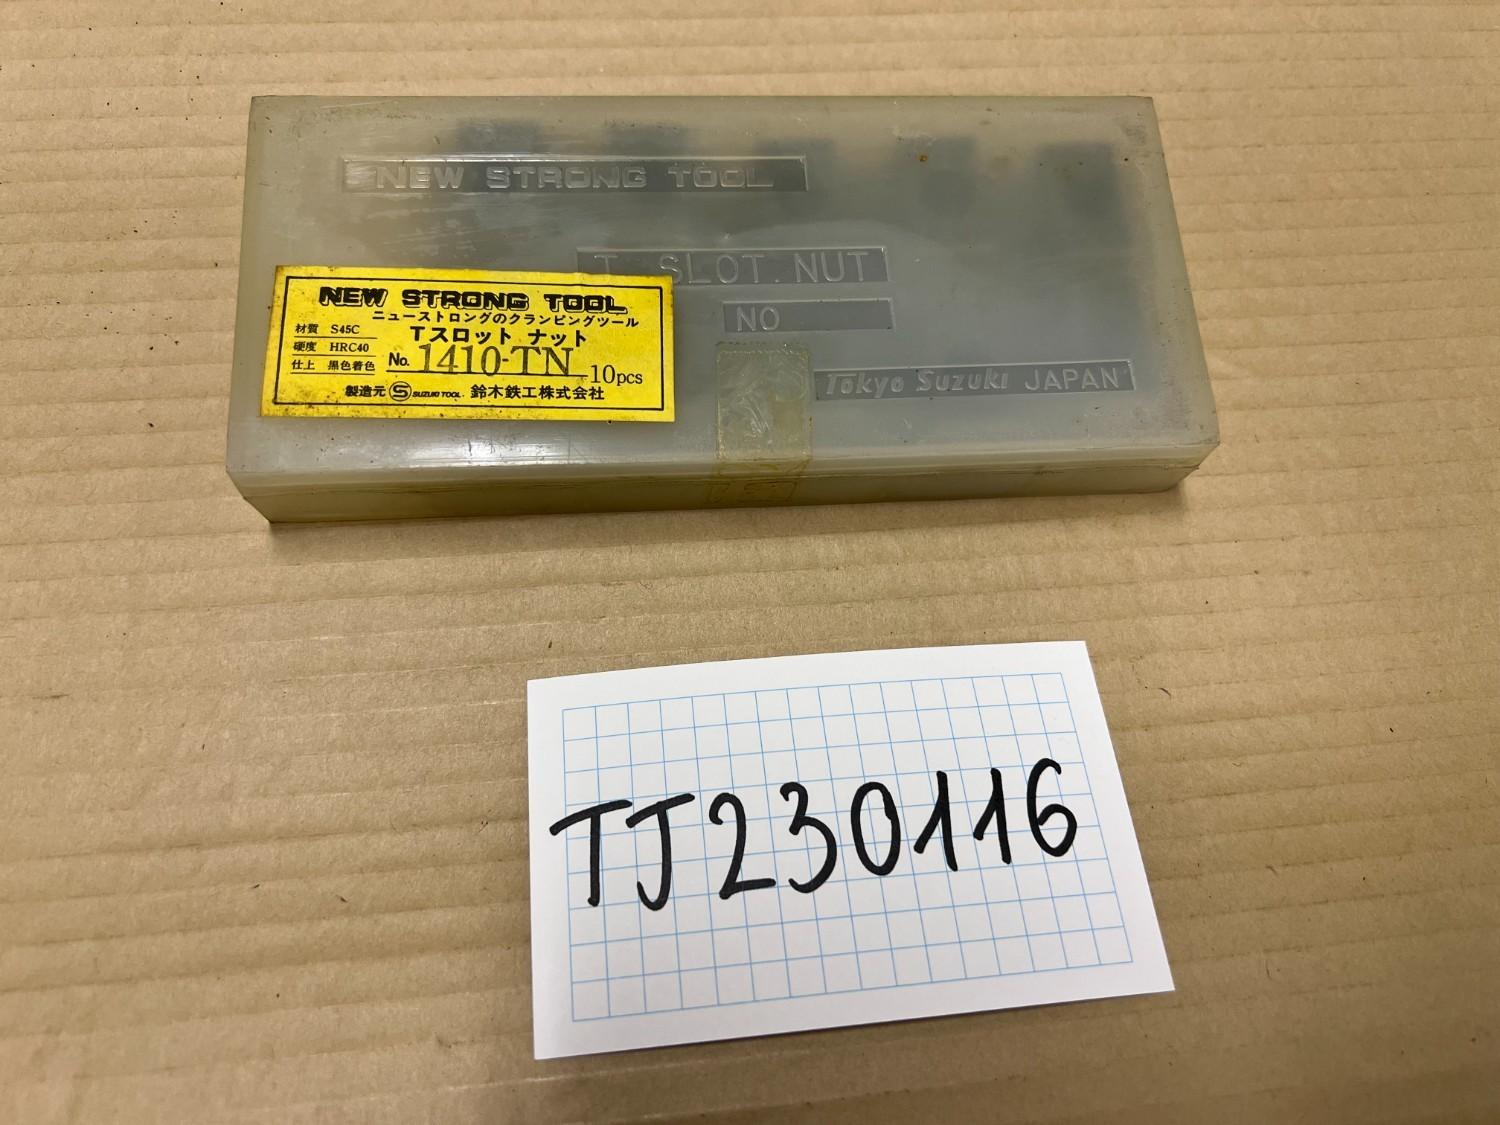 NEW STRONG TOOL
T. SLOT. NUT
NO
Tokyo Suzuki JAPAN
NEW STRONG TOOL
ニューストロングのクランピングツール
材質 S45C
Tスロット ナット
硬度 HRC40
No. 1410-TN
仕上 黒色着色
10pcs
製造元 S SUZUKI TOOL. 鈴木鉄工株式会社
TJ230116